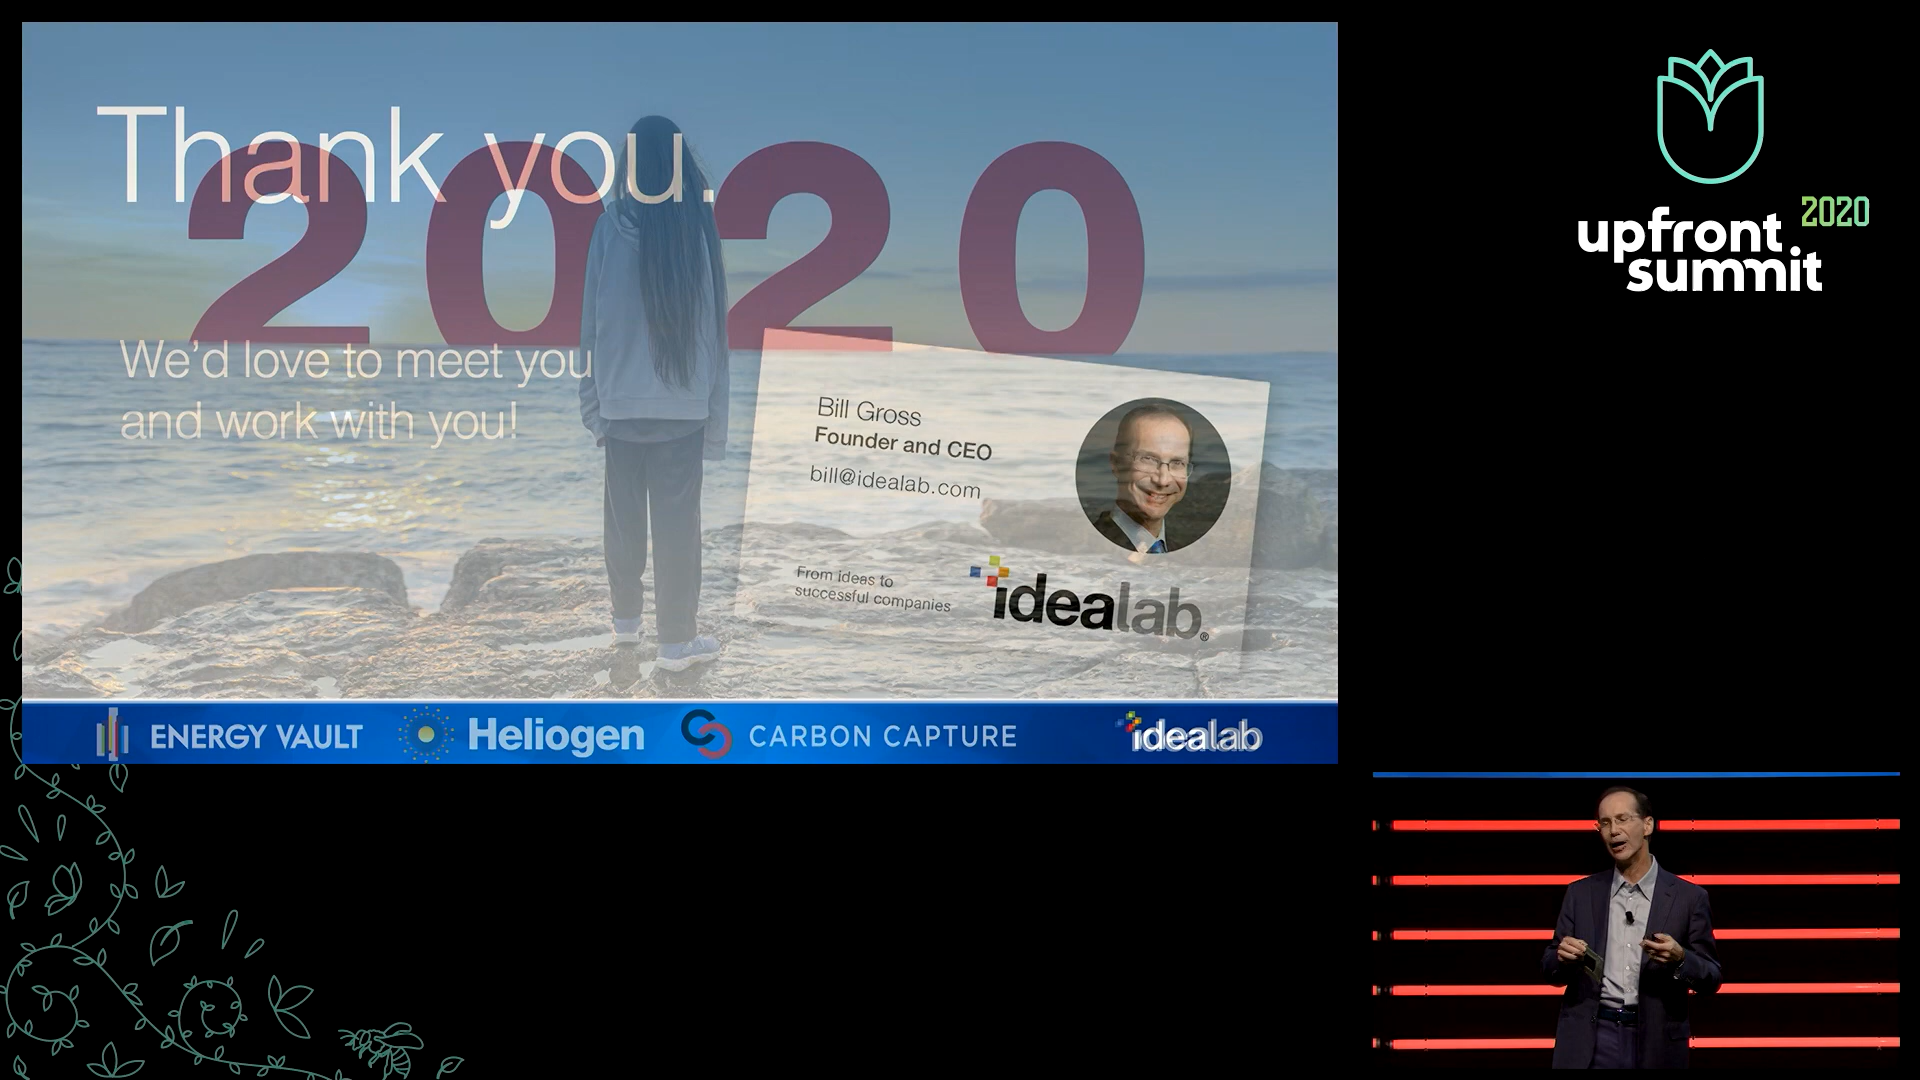 Thank you.
2020
We'd love to meet you
and work with you!
Bill Gross
Founder and CEO
bill@idealab.com
From ideas to
successful companies
idealab®
ENERGY VAULT
Heliogen
CARBON CAPTURE
idealab
upfront 2020
summit